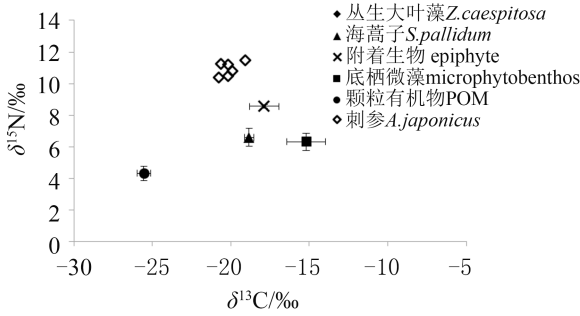 14
12
10
8
6
4
2
0
δ¹⁵N/‰
−30
−25
−20
−15
−10
−5
δ¹³C/‰
丛生大叶藻Z.caespitosa
海蒿子S.pallidum
附着生物 epiphyte
底栖微藻microphytobenthos
颗粒有机物POM
刺参A.japonicus